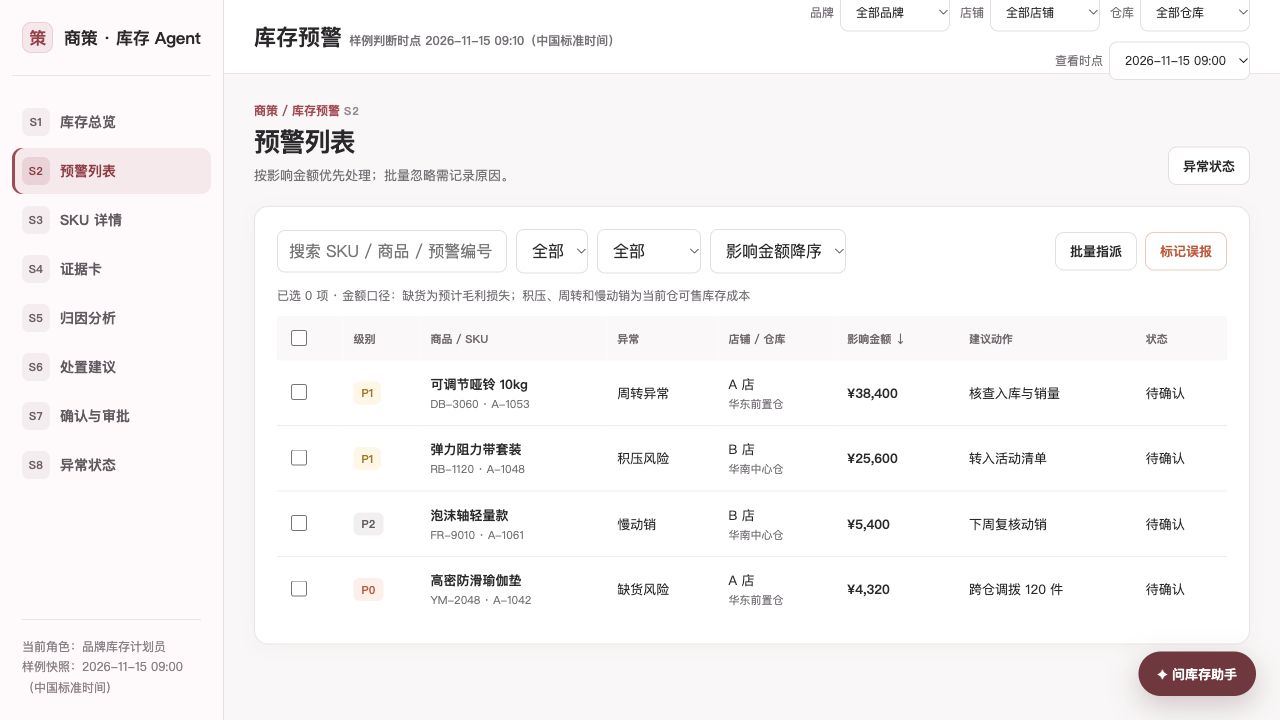 策 商策 · 库存 Agent
S1 库存总览
S2 预警列表
S3 SKU 详情
S4 证据卡
S5 归因分析
S6 处置建议
S7 确认与审批
S8 异常状态
当前角色：品牌库存计划员
样例快照：2026-11-15 09:00
（中国标准时间）
库存预警 样例判断时点 2026-11-15 09:10（中国标准时间）
品牌 全部品牌 店铺 全部店铺 仓库 全部仓库
查看时点 2026-11-15 09:00
商策 / 库存预警 S2
预警列表
按影响金额优先处理；批量忽略需记录原因。
异常状态
搜索 SKU / 商品 / 预警编号 全部 全部 影响金额降序 批量指派 标记误报
已选 0 项 · 金额口径：缺货为预计毛利损失；积压、周转和慢动销为当前仓可售库存成本
级别 商品 / SKU 异常 店铺 / 仓库 影响金额 ↓ 建议动作 状态
P1 可调节哑铃 10kg 周转异常 A 店 ¥38,400 核查入库与销量 待确认
DB-3060 · A-1053 华东前置仓
P1 弹力阻力带套装 积压风险 B 店 ¥25,600 转入活动清单 待确认
RB-1120 · A-1048 华南中心仓
P2 泡沫轴轻量款 慢动销 B 店 ¥5,400 下周复核动销 待确认
FR-9010 · A-1061 华南中心仓
P0 高密防滑瑜伽垫 缺货风险 A 店 ¥4,320 跨仓调拨 120 件 待确认
YM-2048 · A-1042 华东前置仓
✦ 问库存助手